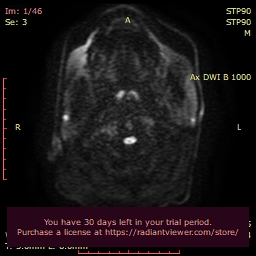 Im: 1/46
Se: 3
A
STP90
STP90
M
Ax DWI B 1000
R
L
You have 30 days left in your trial period.
Purchase a license at https://radiantviewer.com/store/